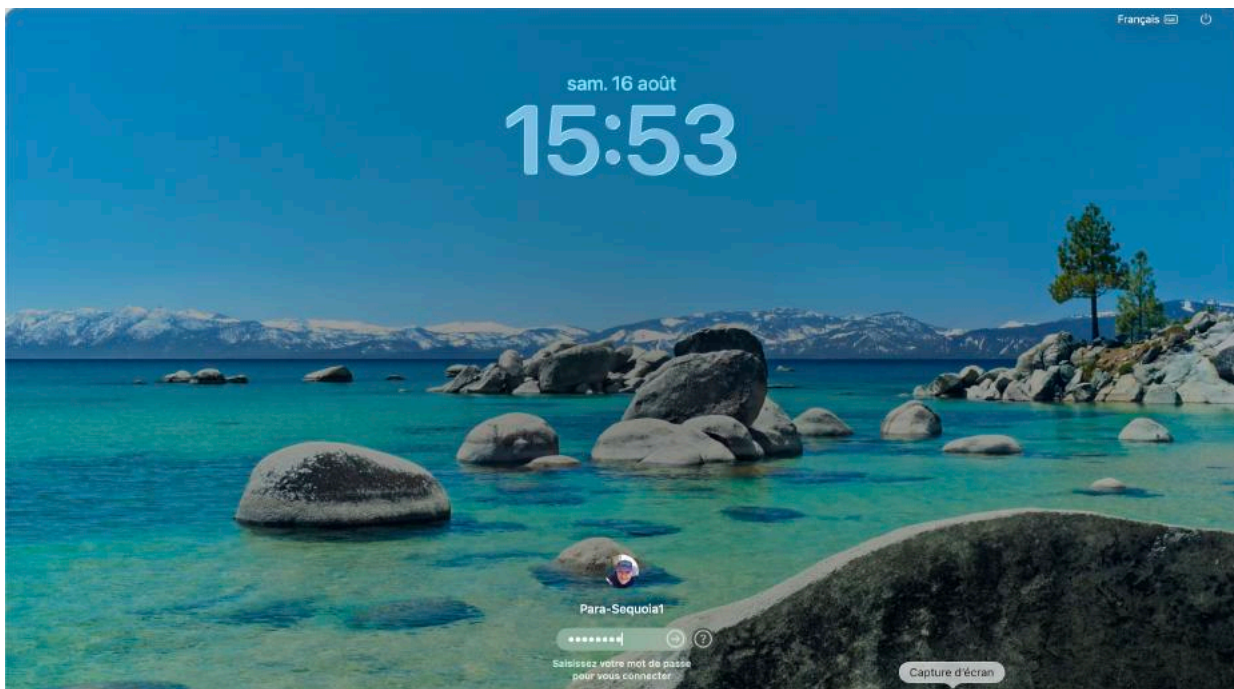 Français
sam. 16 août
15:53
Para-Sequoia1
Saisissez votre mot de passe
pour vous connecter
Capture d'écran